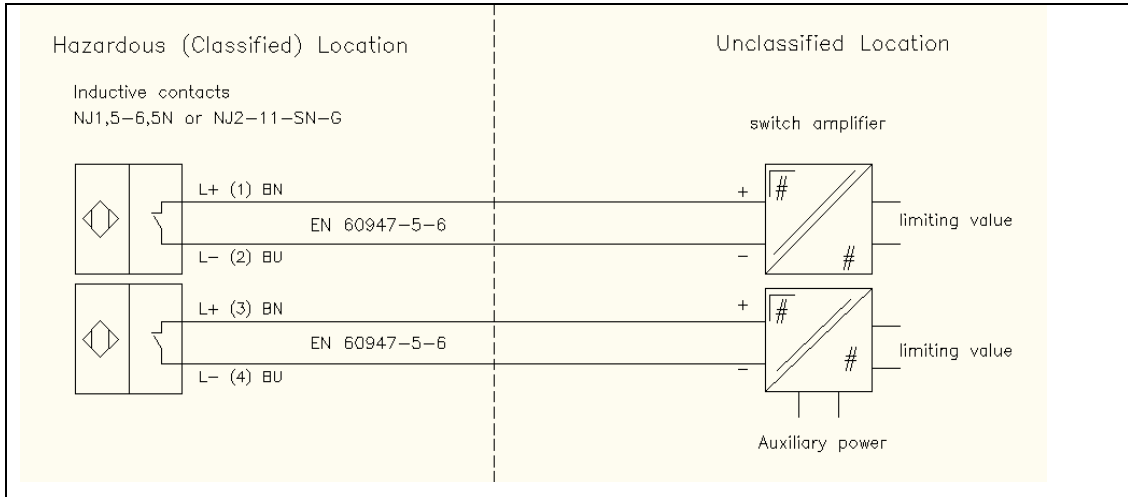 Hazardous (Classified) Location
Unclassified Location
Inductive contacts
NJ1,5-6,5N or NJ2-11-SN-G
switch amplifier
L+ (1) BN
+
#
EN 60947-5-6
limiting value
L- (2) BU
-
#
L+ (3) BN
+
#
EN 60947-5-6
#
limiting value
L- (4) BU
-
Auxiliary power